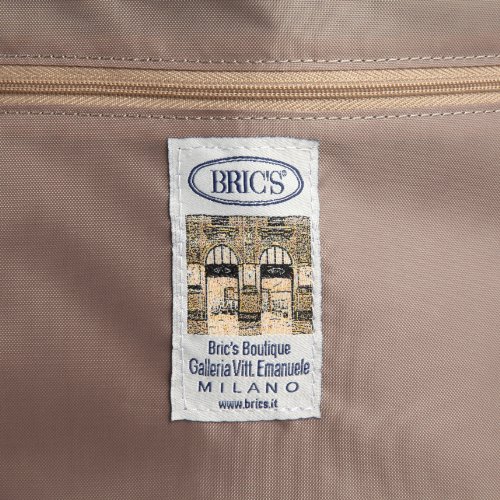 BRIC'S®
Bric's Boutique
Galleria Vitt. Emanuele
MILANO
www.brics.it